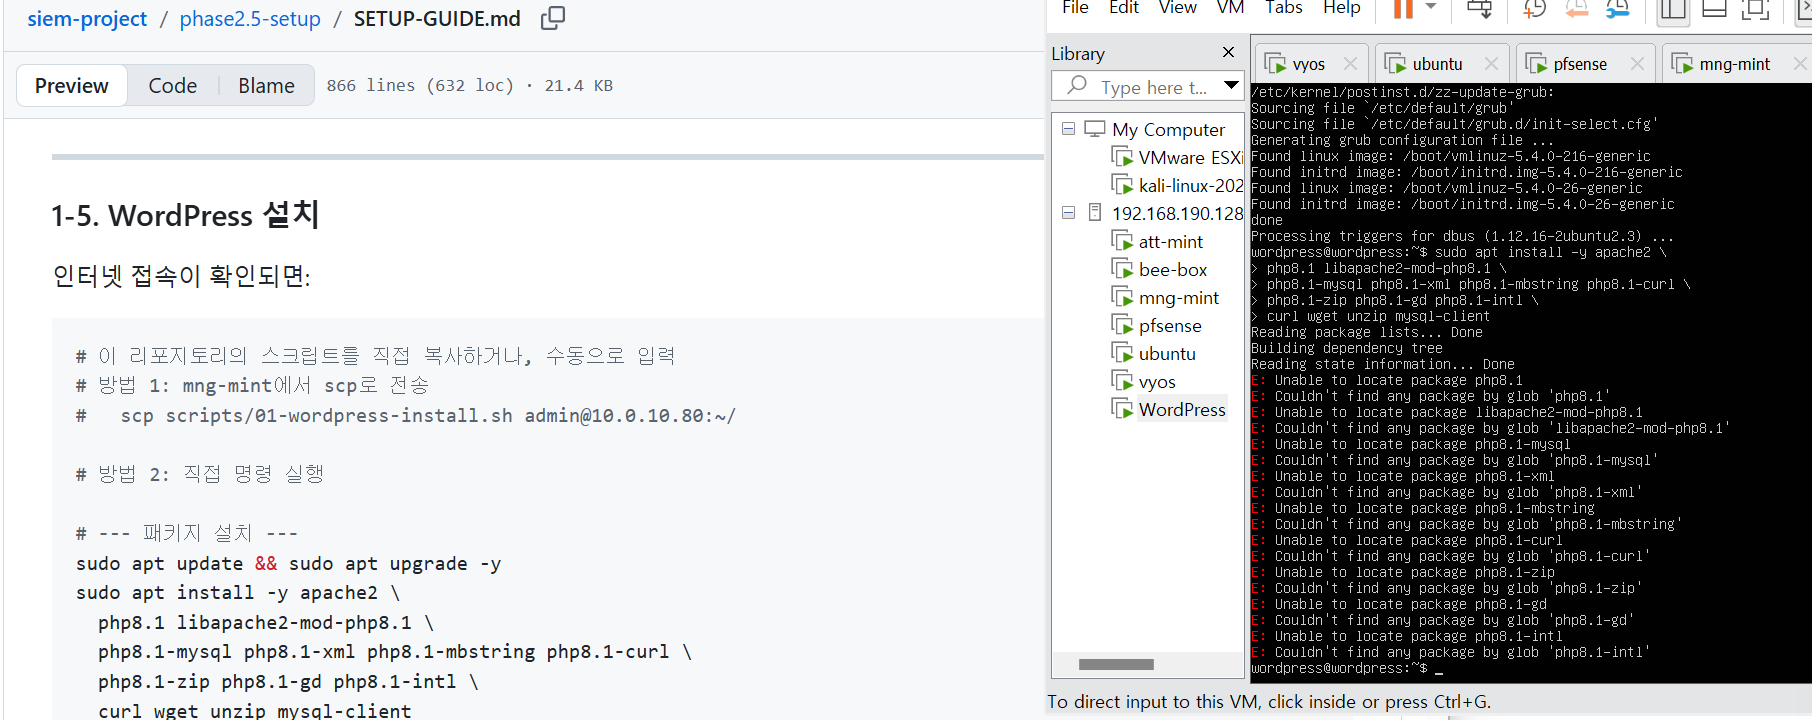 siem-project / phase2.5-setup / SETUP-GUIDE.md
Preview Code Blame 866 lines (632 loc) · 21.4 KB
1-5. WordPress 설치
인터넷 접속이 확인되면:
# 이 리포지토리의 스크립트를 직접 복사하거나, 수동으로 입력
# 방법 1: mng-mint에서 scp로 전송
#   scp scripts/01-wordpress-install.sh admin@10.0.10.80:~/
# 방법 2: 직접 명령 실행
# --- 패키지 설치 ---
sudo apt update && sudo apt upgrade -y
sudo apt install -y apache2 \
  php8.1 libapache2-mod-php8.1 \
  php8.1-mysql php8.1-xml php8.1-mbstring php8.1-curl \
  php8.1-zip php8.1-gd php8.1-intl \
  curl wget unzip mysql-client
File Edit View VM Tabs Help
Library
Type here t...
My Computer
VMware ESXi
kali-linux-202
192.168.190.128
att-mint
bee-box
mng-mint
pfsense
ubuntu
vyos
WordPress
vyos ubuntu pfsense mng-mint
/etc/kernel/postinst.d/zz-update-grub:
Sourcing file `/etc/default/grub'
Sourcing file `/etc/default/grub.d/init-select.cfg'
Generating grub configuration file ...
Found linux image: /boot/vmlinuz-5.4.0-216-generic
Found initrd image: /boot/initrd.img-5.4.0-216-generic
Found linux image: /boot/vmlinuz-5.4.0-26-generic
Found initrd image: /boot/initrd.img-5.4.0-26-generic
done
Processing triggers for dbus (1.12.16-2ubuntu2.3) ...
wordpress@wordpress:~$ sudo apt install -y apache2 \
> php8.1 libapache2-mod-php8.1 \
> php8.1-mysql php8.1-xml php8.1-mbstring php8.1-curl \
> php8.1-zip php8.1-gd php8.1-intl \
> curl wget unzip mysql-client
Reading package lists... Done
Building dependency tree
Reading state information... Done
E: Unable to locate package php8.1
E: Couldn't find any package by glob 'php8.1'
E: Unable to locate package libapache2-mod-php8.1
E: Couldn't find any package by glob 'libapache2-mod-php8.1'
E: Unable to locate package php8.1-mysql
E: Couldn't find any package by glob 'php8.1-mysql'
E: Unable to locate package php8.1-xml
E: Couldn't find any package by glob 'php8.1-xml'
E: Unable to locate package php8.1-mbstring
E: Couldn't find any package by glob 'php8.1-mbstring'
E: Unable to locate package php8.1-curl
E: Couldn't find any package by glob 'php8.1-curl'
E: Unable to locate package php8.1-zip
E: Couldn't find any package by glob 'php8.1-zip'
E: Unable to locate package php8.1-gd
E: Couldn't find any package by glob 'php8.1-gd'
E: Unable to locate package php8.1-intl
E: Couldn't find any package by glob 'php8.1-intl'
wordpress@wordpress:~$ _
To direct input to this VM, click inside or press Ctrl+G.